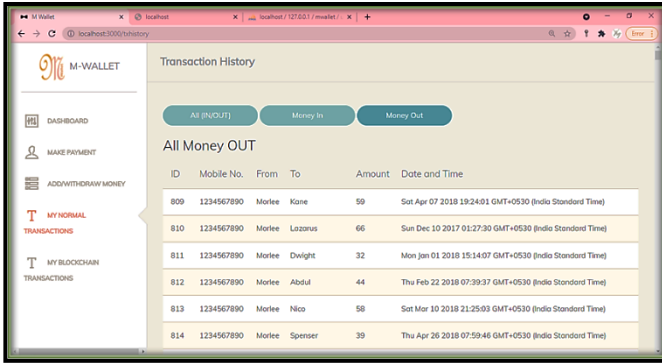 M Wallet
localhost
localhost / 127.0.0.1 / mwallet /
localhost:3000/txhistory
Error
M-WALLET
DASHBOARD
MAKE PAYMENT
ADD/WITHDRAW MONEY
MY NORMAL
TRANSACTIONS
MY BLOCKCHAIN
TRANSACTIONS
Transaction History
All (IN/OUT) Money In Money Out
All Money OUT
ID Mobile No. From To Amount Date and Time
809 1234567890 Marlee Kane 59 Sat Apr 07 2018 19:24:01 GMT+0530 (India Standard Time)
810 1234567890 Marlee Lazarus 66 Sun Dec 10 2017 01:27:30 GMT+0530 (India Standard Time)
811 1234567890 Marlee Dwight 32 Mon Jan 01 2018 15:14:07 GMT+0530 (India Standard Time)
812 1234567890 Marlee Abdul 44 Thu Feb 22 2018 07:39:37 GMT+0530 (India Standard Time)
813 1234567890 Marlee Nico 58 Sat Mar 10 2018 21:25:03 GMT+0530 (India Standard Time)
814 1234567890 Marlee Spenser 39 Thu Apr 26 2018 07:59:46 GMT+0530 (India Standard Time)